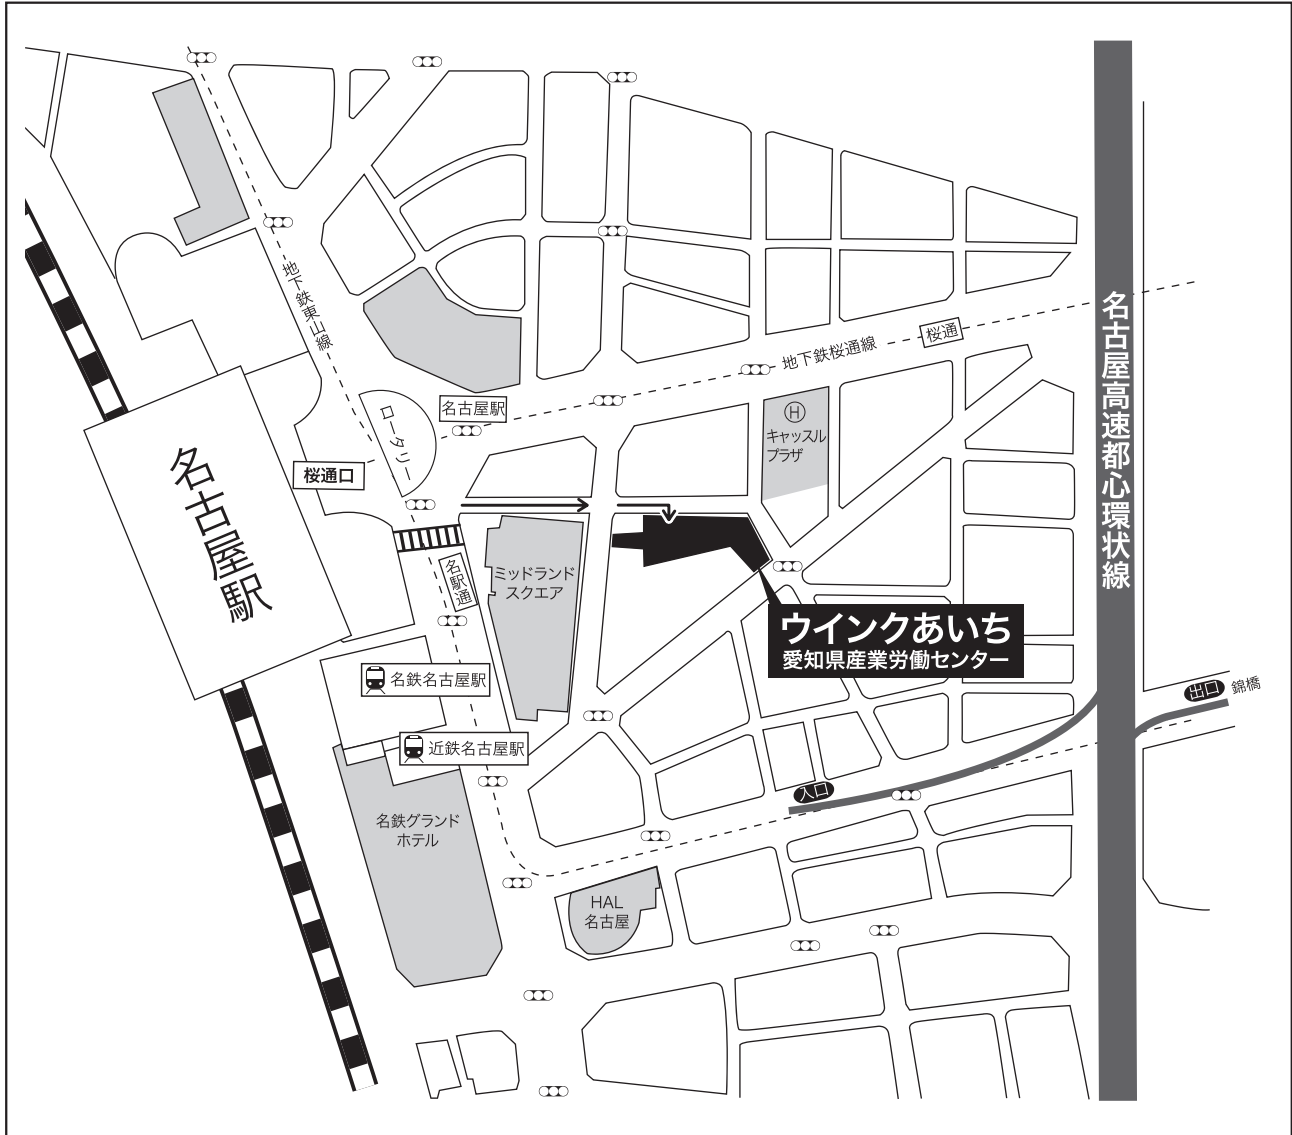 地下鉄東山線
名古屋高速都心環状線
桜通
地下鉄桜通線
ロータリー
名古屋駅
H
キャッスル
プラザ
桜通口
名古屋駅
名駅通
ミッドランド
スクエア
ウインクあいち
愛知県産業労働センター
名鉄名古屋駅
出口
錦橋
近鉄名古屋駅
入口
名鉄グランド
ホテル
HAL
名古屋